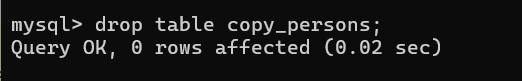 mysql> drop table copy_persons;
Query OK, 0 rows affected (0.02 sec)